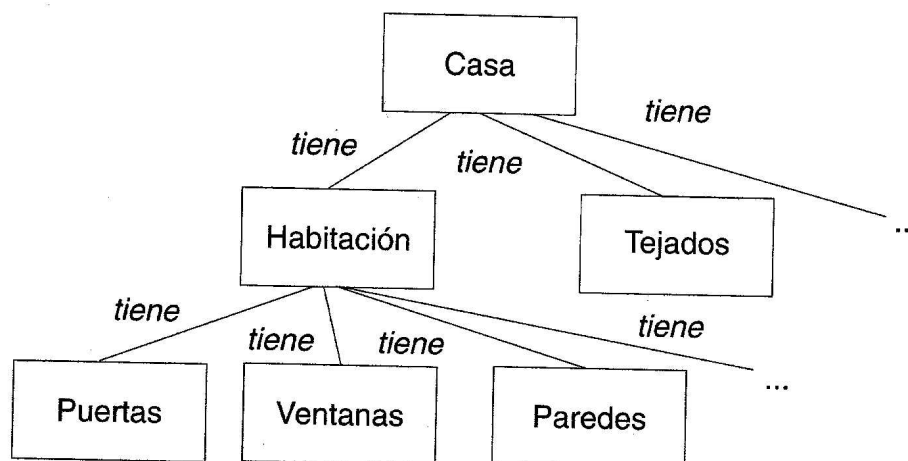 Casa
tiene
tiene
tiene
Habitación
Tejados
...
tiene
tiene
tiene
tiene
...
Puertas
Ventanas
Paredes